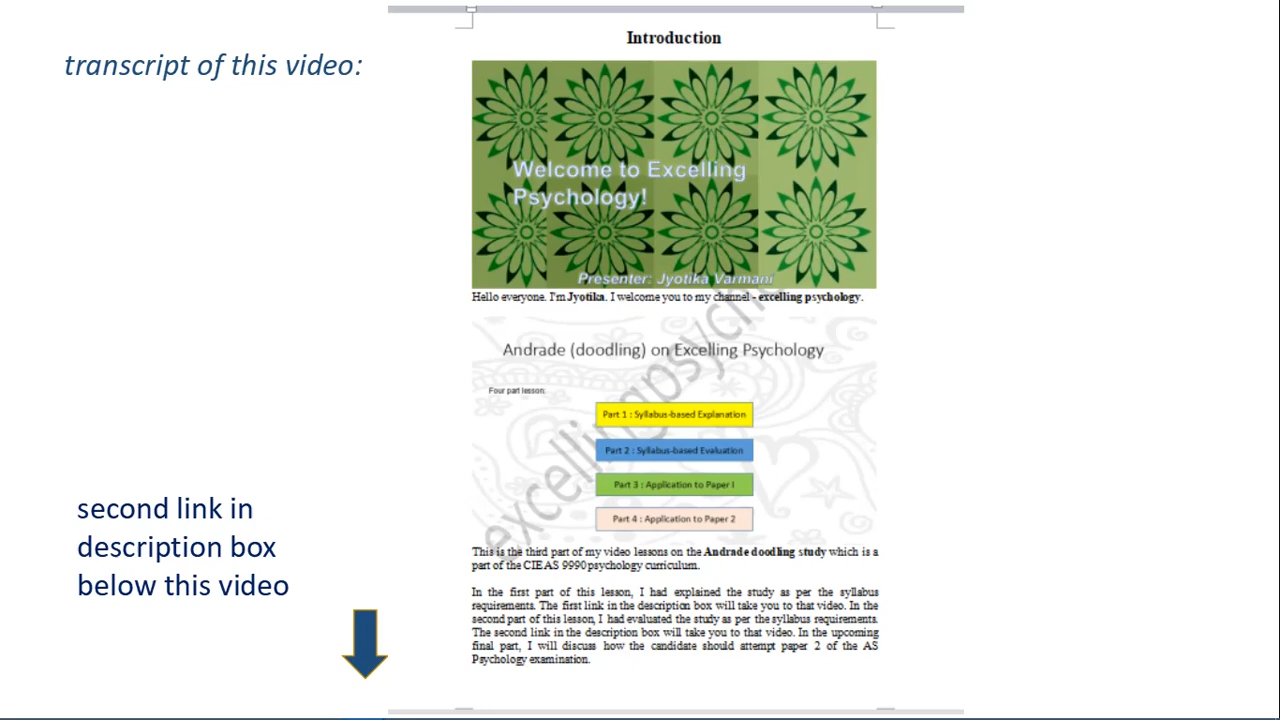 transcript of this video:
Introduction
Welcome to Excelling
Psychology!
Presenter: Jyotika Varmani
Hello everyone. I'm Jyotika. I welcome you to my channel - excelling psychology.
Andrade (doodling) on Excelling Psychology
Four part lesson:
Part 1 : Syllabus-based Explanation
Part 2 : Syllabus-based Evaluation
Part 3 : Application to Paper I
Part 4 : Application to Paper 2
This is the third part of my video lessons on the Andrade doodling study which is a
part of the CIE AS 9990 psychology curriculum.
In the first part of this lesson, I had explained the study as per the syllabus
requirements. The first link in the description box will take you to that video. In the
second part of this lesson, I had evaluated the study as per the syllabus requirements.
The second link in the description box will take you to that video. In the upcoming
final part, I will discuss how the candidate should attempt paper 2 of the AS
Psychology examination.
second link in
description box
below this video